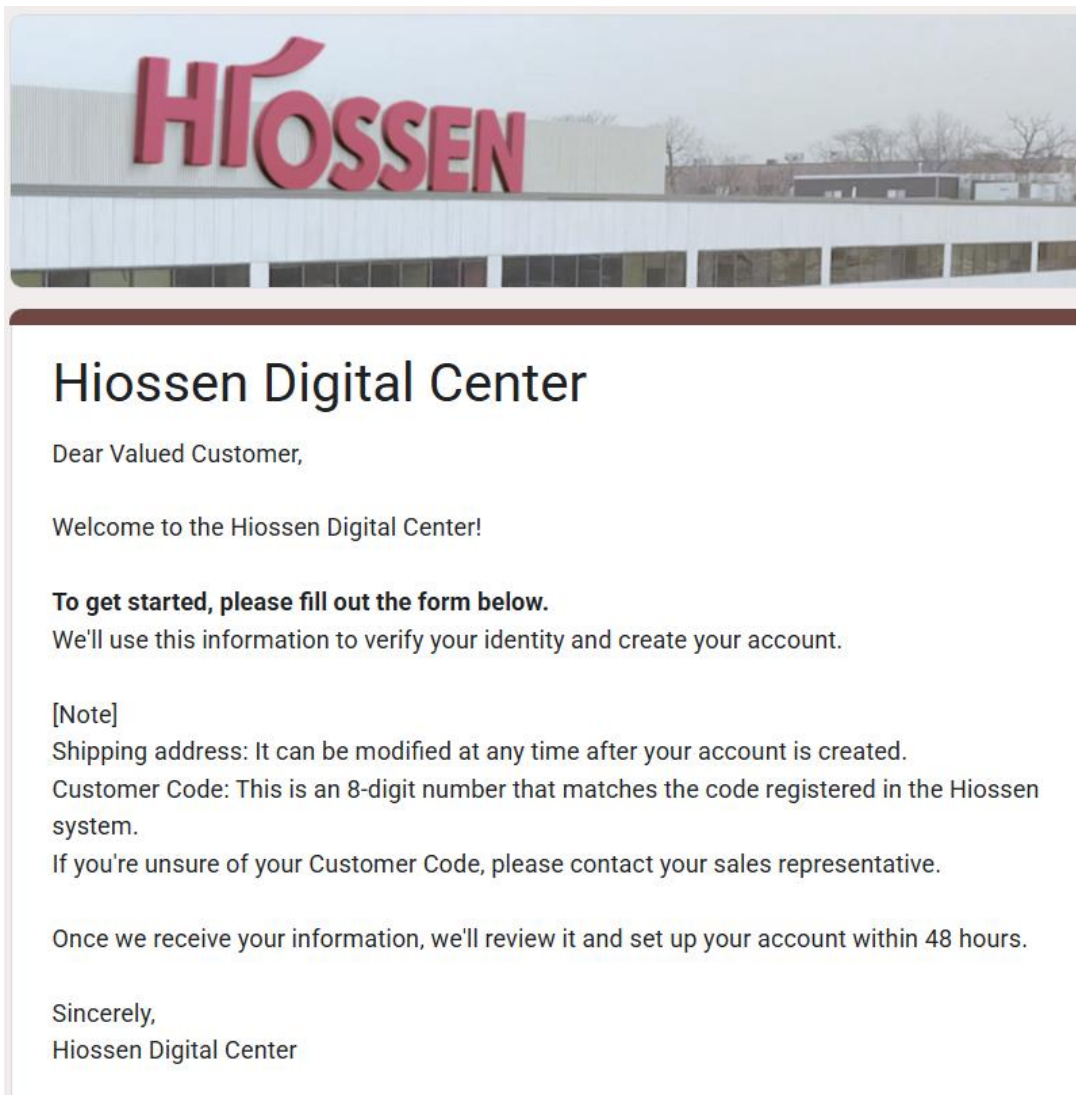 HIOSSEN
Hiossen Digital Center
Dear Valued Customer,
Welcome to the Hiossen Digital Center!
To get started, please fill out the form below.
We'll use this information to verify your identity and create your account.
[Note]
Shipping address: It can be modified at any time after your account is created.
Customer Code: This is an 8-digit number that matches the code registered in the Hiossen
system.
If you're unsure of your Customer Code, please contact your sales representative.
Once we receive your information, we'll review it and set up your account within 48 hours.
Sincerely,
Hiossen Digital Center